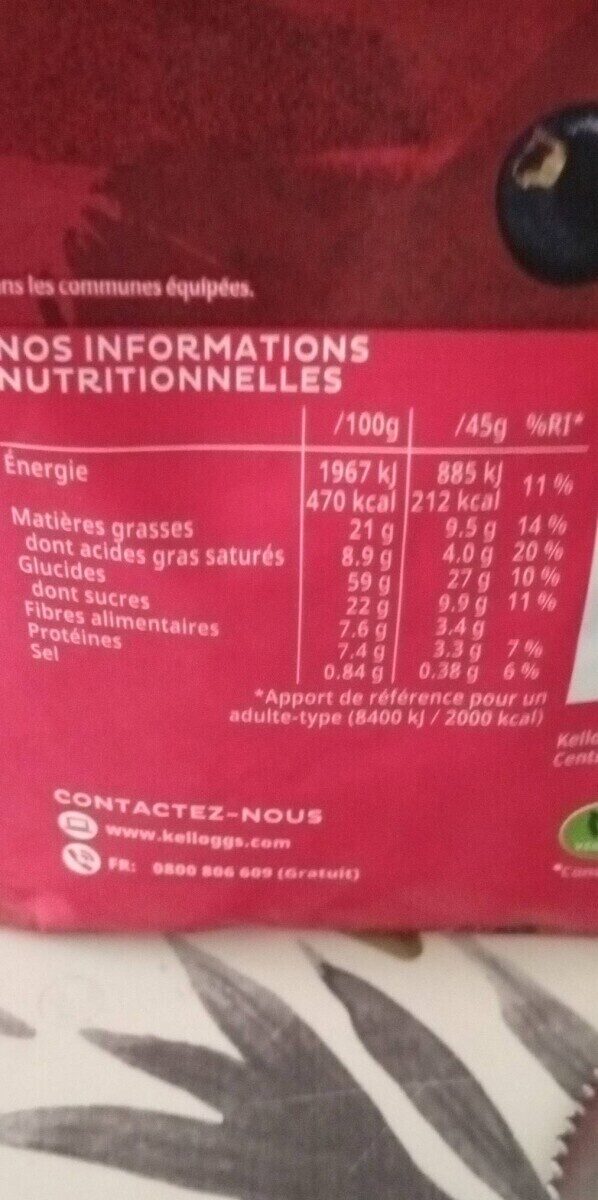 ns les communes équipées.
NOS INFORMATIONS
NUTRITIONNELLES
/100g /45g %RI*
Énergie 1967 kJ 885 kJ 11 %
470 kcal 212 kcal
Matières grasses 21 g 9.5 g 14 %
dont acides gras saturés 8.9 g 4.0 g 20 %
Glucides 59 g 27 g 10 %
dont sucres 22 g 9.9 g 11 %
Fibres alimentaires 7.6 g 3.4 g
Protéines 7.4 g 3.3 g 7 %
Sel 0.84 g 0.38 g 6 %
*Apport de référence pour un
adulte-type (8400 kJ / 2000 kcal)
Kello
Cent
CONTACTEZ-NOUS
www.kelloggs.com
FR: 0800 806 609 (Gratuit)